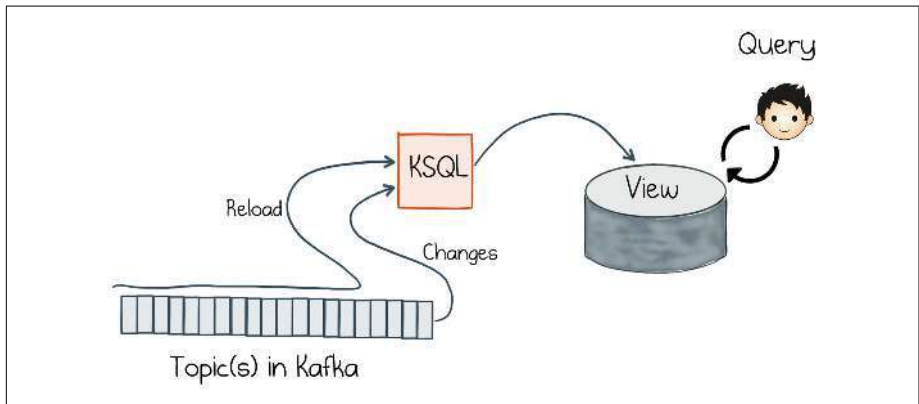 Query
KSQL
View
Reload
Changes
Topic(s) in Kafka